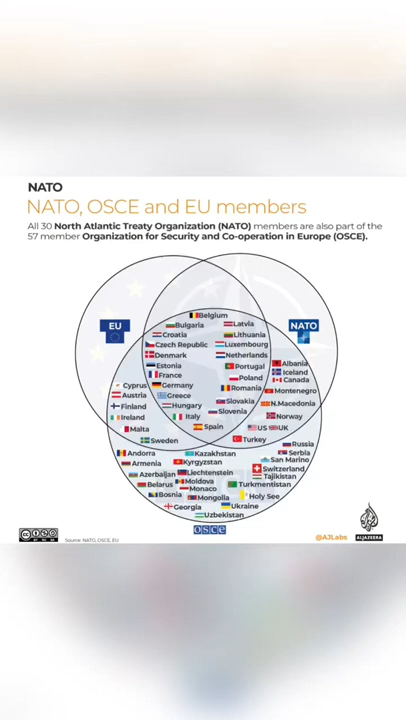 NATO
NATO, OSCE and EU members
All 30 North Atlantic Treaty Organization (NATO) members are also part of the
57 member Organization for Security and Co-operation in Europe (OSCE).
EU
NATO
Belgium
Bulgaria
Latvia
Croatia
Lithuania
Czech Republic
Luxembourg
Denmark
Netherlands
Estonia
Portugal
France
Poland
Germany
Romania
Greece
Slovakia
Hungary
Slovenia
Italy
Spain
Albania
Iceland
Canada
Montenegro
N.Macedonia
Norway
US UK
Turkey
Cyprus
Austria
Finland
Ireland
Malta
Sweden
Russia
Andorra
Kazakhstan
Serbia
Armenia
Kyrgyzstan
San Marino
Azerbaijan
Liechtenstein
Switzerland
Tajikistan
Belarus
Moldova
Turkmentistan
Monaco
Bosnia
Mongolia
Holy See
Georgia
Ukraine
Uzbekistan
OSCE
Source: NATO, OSCE, EU
@AJLabs
ALJAZEERA